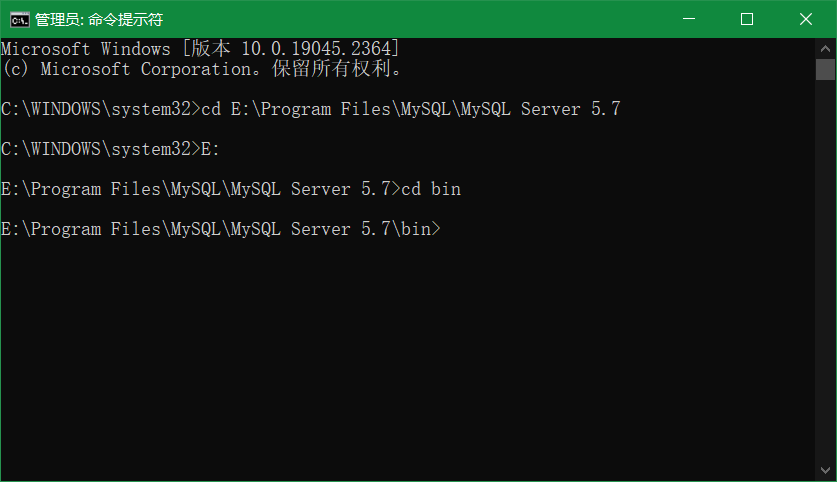 管理员: 命令提示符
Microsoft Windows [版本 10.0.19045.2364]
(c) Microsoft Corporation。保留所有权利。
C:\WINDOWS\system32>cd E:\Program Files\MySQL\MySQL Server 5.7
C:\WINDOWS\system32>E:
E:\Program Files\MySQL\MySQL Server 5.7>cd bin
E:\Program Files\MySQL\MySQL Server 5.7\bin>